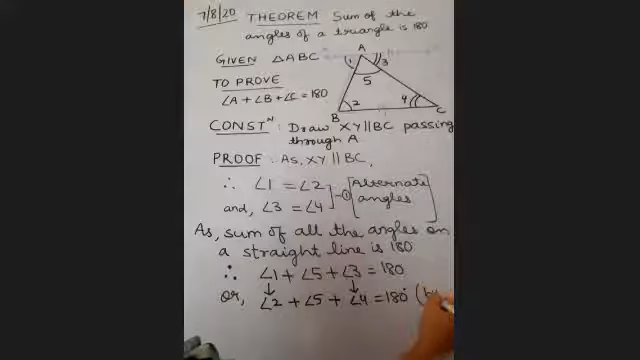 7/8/20 THEOREM Sum of the
angles of a triangle is 180
GIVEN △ABC
TO PROVE
∠A + ∠B + ∠C = 180
A
1
3
5
2
4
B
C
CONSTᴺ: Draw XY || BC passing
through A
PROOF: As, XY || BC,
∴ ∠1 = ∠2
and, ∠3 = ∠4 ] -① [Alternate
angles]
As, sum of all the angles on
a straight line is 180
∴ ∠1 + ∠5 + ∠3 = 180
or, ∠2 + ∠5 + ∠4 = 180° (